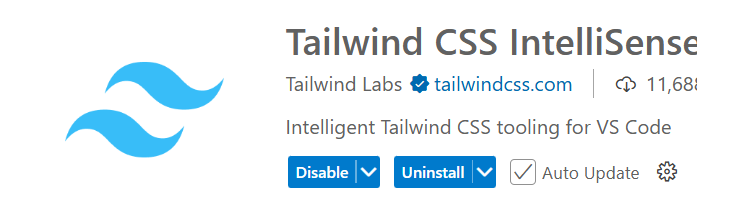 Tailwind CSS IntelliSense
Tailwind Labs tailwindcss.com 11,688
Intelligent Tailwind CSS tooling for VS Code
Disable Uninstall Auto Update